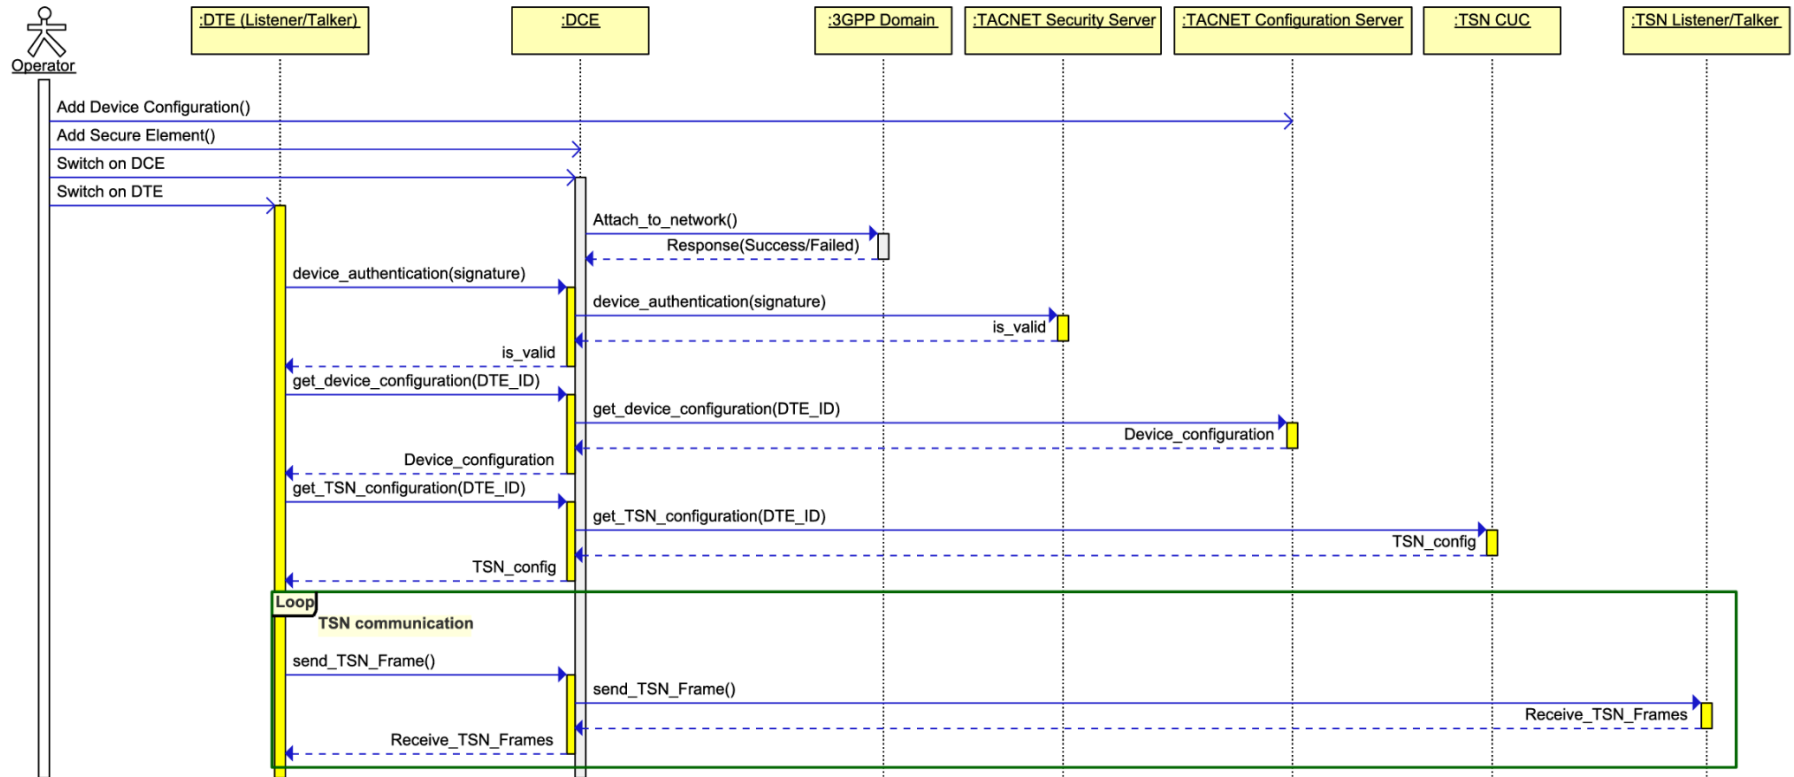 :DTE (Listener/Talker)
:DCE
:3GPP Domain
:TACNET Security Server
:TACNET Configuration Server
:TSN CUC
:TSN Listener/Talker
Operator
Add Device Configuration()
Add Secure Element()
Switch on DCE
Switch on DTE
Attach_to_network()
Response(Success/Failed)
device_authentication(signature)
device_authentication(signature)
is_valid
is_valid
get_device_configuration(DTE_ID)
get_device_configuration(DTE_ID)
Device_configuration
Device_configuration
get_TSN_configuration(DTE_ID)
get_TSN_configuration(DTE_ID)
TSN_config
TSN_config
Loop
TSN communication
send_TSN_Frame()
send_TSN_Frame()
Receive_TSN_Frames
Receive_TSN_Frames